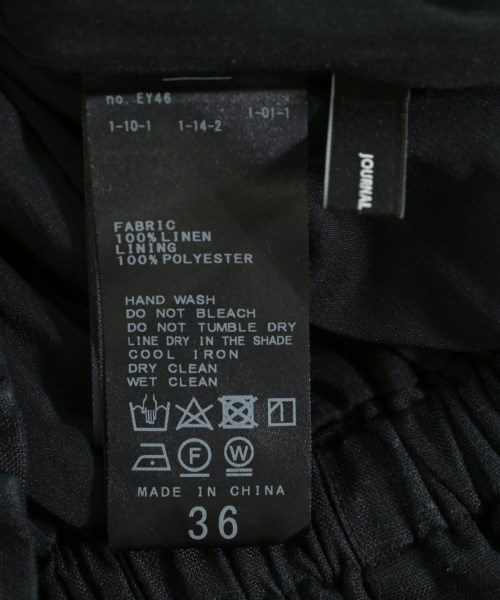 no. EY46
1-10-1 1-14-2 1-01-1
FABRIC
100% LINEN
LINING
100% POLYESTER
HAND WASH
DO NOT BLEACH
DO NOT TUMBLE DRY
LINE DRY IN THE SHADE
COOL IRON
DRY CLEAN
WET CLEAN
F W
MADE IN CHINA
36
JOURNAL